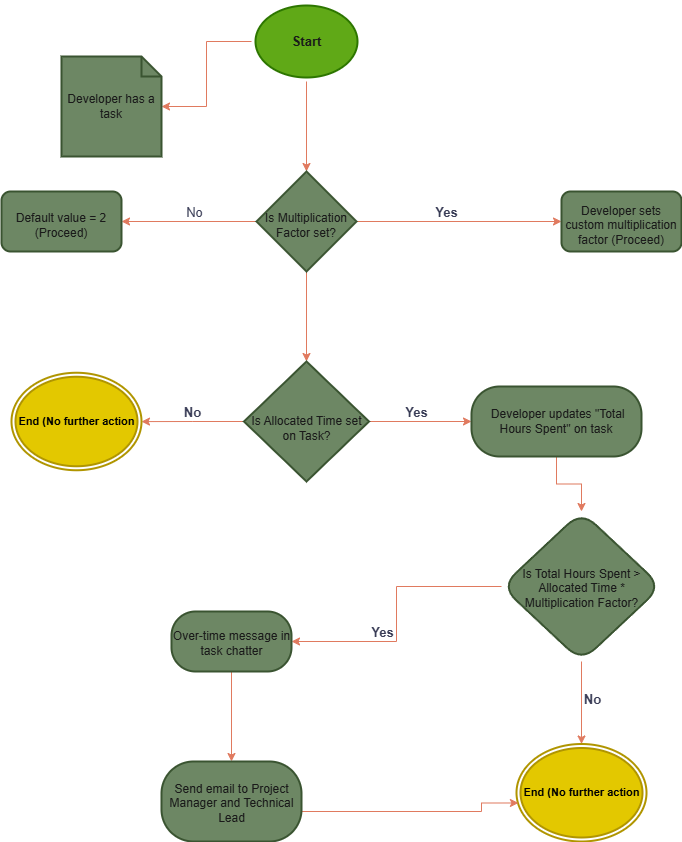 Start
Developer has a
task
Is Multiplication
Factor set?
No
Yes
Default value = 2
(Proceed)
Developer sets
custom multiplication
factor (Proceed)
Is Allocated Time set
on Task?
No
Yes
End (No further action
Developer updates "Total
Hours Spent" on task
Is Total Hours Spent >
Allocated Time *
Multiplication Factor?
Yes
Over-time message in
task chatter
No
Send email to Project
Manager and Technical
Lead
End (No further action